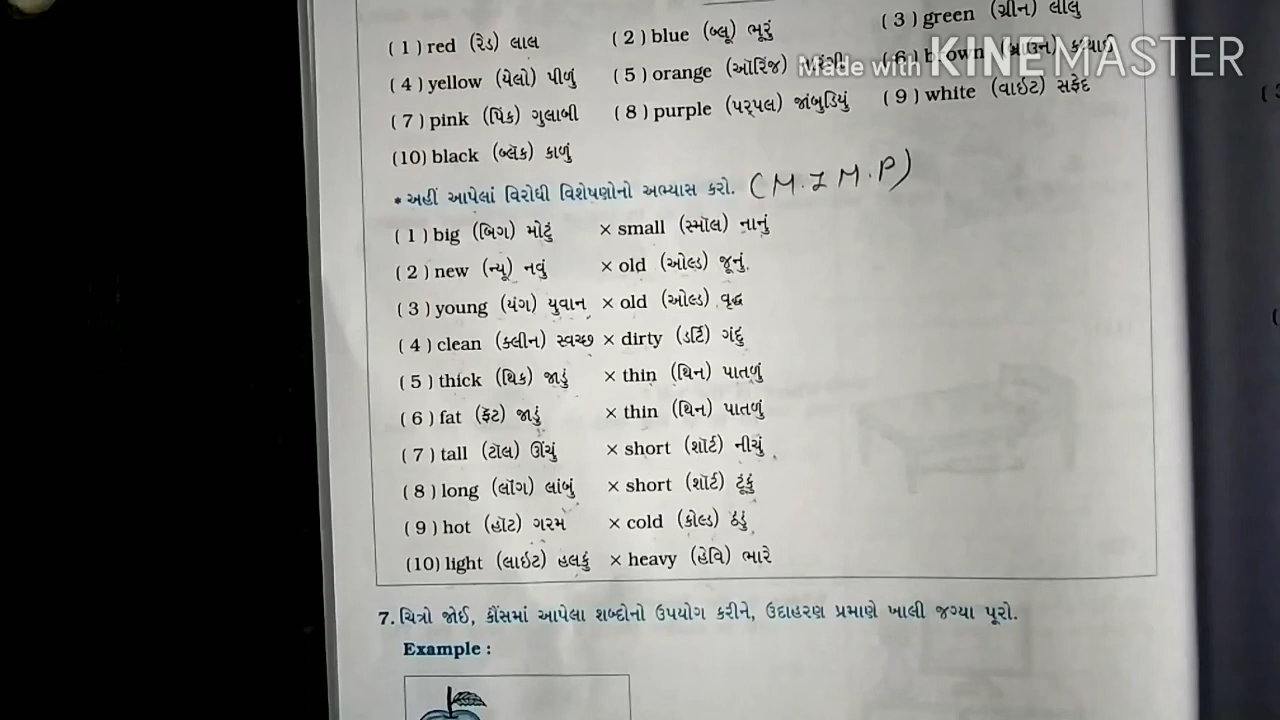 (1) red (રેડ) લાલ (2) blue (બ્લૂ) ભૂરું (3) green (ગ્રીન) લીલું
(4) yellow (યેલો) પીળું (5) orange (ઑરિંજ) નારંગી (6) brown (બ્રાઉન) કથાઈ
Made with KINEMASTER
(7) pink (પિંક) ગુલાબી (8) purple (પર્પલ) જાંબુડિયું (9) white (વાઇટ) સફેદ
(10) black (બ્લૅક) કાળું
* અહીં આપેલાં વિરોધી વિશેષણોનો અભ્યાસ કરો. (M.I M.P)
(1) big (બિગ) મોટું × small (સ્મૉલ) નાનું
(2) new (ન્યૂ) નવું × old (ઓલ્ડ) જૂનું
(3) young (યંગ) યુવાન × old (ઓલ્ડ) વૃદ્ધ
(4) clean (ક્લીન) સ્વચ્છ × dirty (ડર્ટિ) ગંદું
(5) thick (થિક) જાડું × thin (થિન) પાતળું
(6) fat (ફૅટ) જાડું × thin (થિન) પાતળું
(7) tall (ટૉલ) ઊંચું × short (શૉર્ટ) નીચું
(8) long (લૉંગ) લાંબું × short (શૉર્ટ) ટૂંકું
(9) hot (હૉટ) ગરમ × cold (કોલ્ડ) ઠંડું
(10) light (લાઇટ) હલકું × heavy (હેવિ) ભારે
7. ચિત્રો જોઈ, કૌંસમાં આપેલા શબ્દોનો ઉપયોગ કરીને, ઉદાહરણ પ્રમાણે ખાલી જગ્યા પૂરો.
Example :